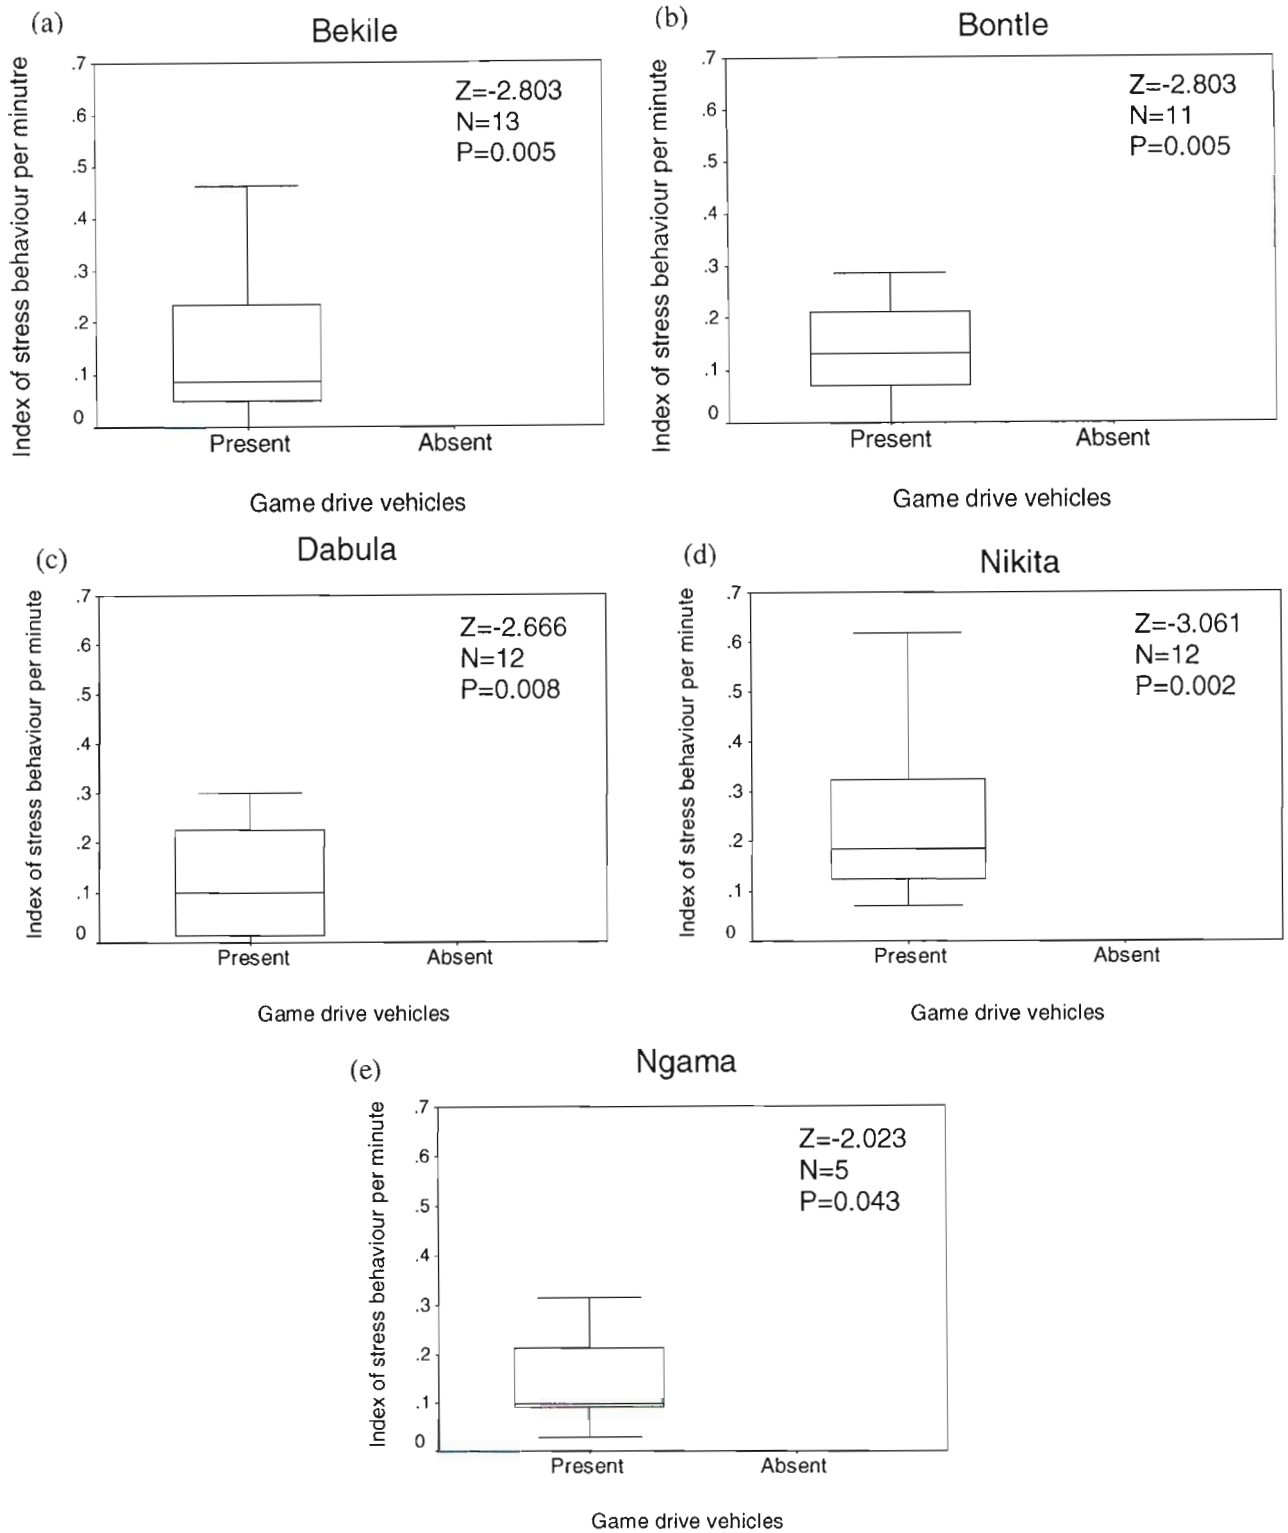 (a)
Bekile
Index of stress behaviour per minutre
.7
.6
.5
.4
.3
.2
.1
0
Z=-2.803
N=13
P=0.005
Present Absent
Game drive vehicles
(b)
Bontle
Index of stress behaviour per minute
.7
.6
.5
.4
.3
.2
.1
0
Z=-2.803
N=11
P=0.005
Present Absent
Game drive vehicles
(c)
Dabula
Index of stress behaviour per minute
.7
.6
.5
.4
.3
.2
.1
0
Z=-2.666
N=12
P=0.008
Present Absent
Game drive vehicles
(d)
Nikita
Index of stress behaviour per minute
.7
.6
.5
.4
.3
.2
.1
0
Z=-3.061
N=12
P=0.002
Present Absent
Game drive vehicles
(e)
Ngama
Index of stress behaviour per minute
.7
.6
.5
.4
.3
.2
.1
0
Z=-2.023
N=5
P=0.043
Present Absent
Game drive vehicles